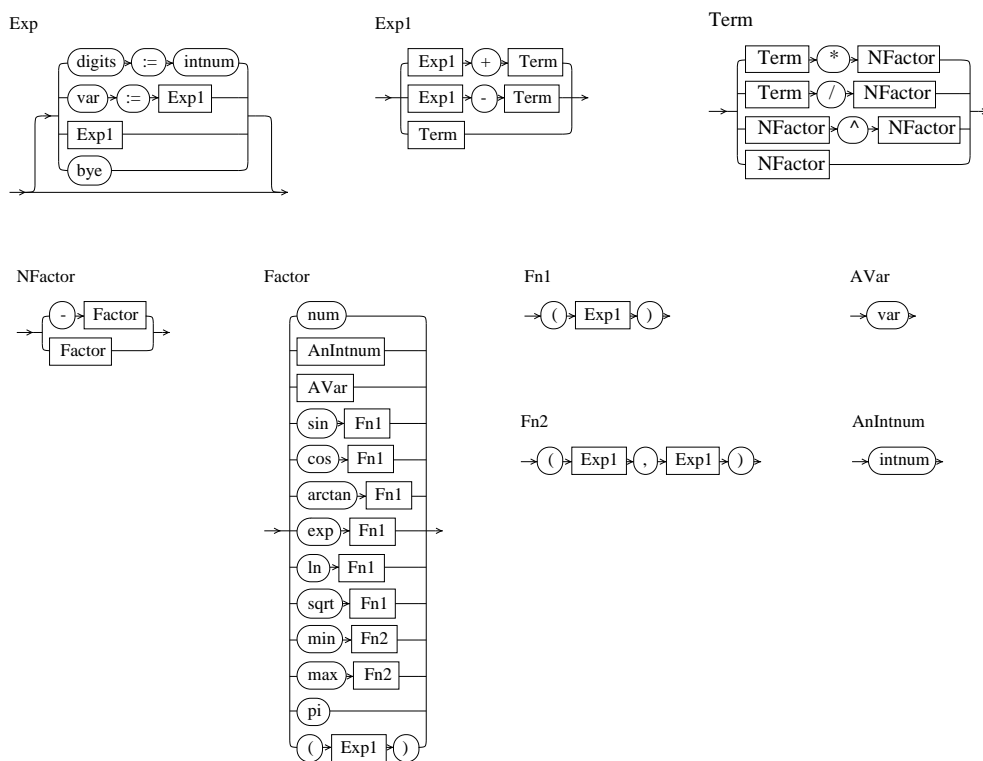 Exp
digits := intnum
var := Exp1
Exp1
bye
Exp1
Exp1 + Term
Exp1 - Term
Term
Term
Term * NFactor
Term / NFactor
NFactor ^ NFactor
NFactor
NFactor
- Factor
Factor
Factor
num
AnIntnum
AVar
sin Fn1
cos Fn1
arctan Fn1
exp Fn1
ln Fn1
sqrt Fn1
min Fn2
max Fn2
pi
( Exp1 )
Fn1
( Exp1 )
AVar
var
Fn2
( Exp1 , Exp1 )
AnIntnum
intnum